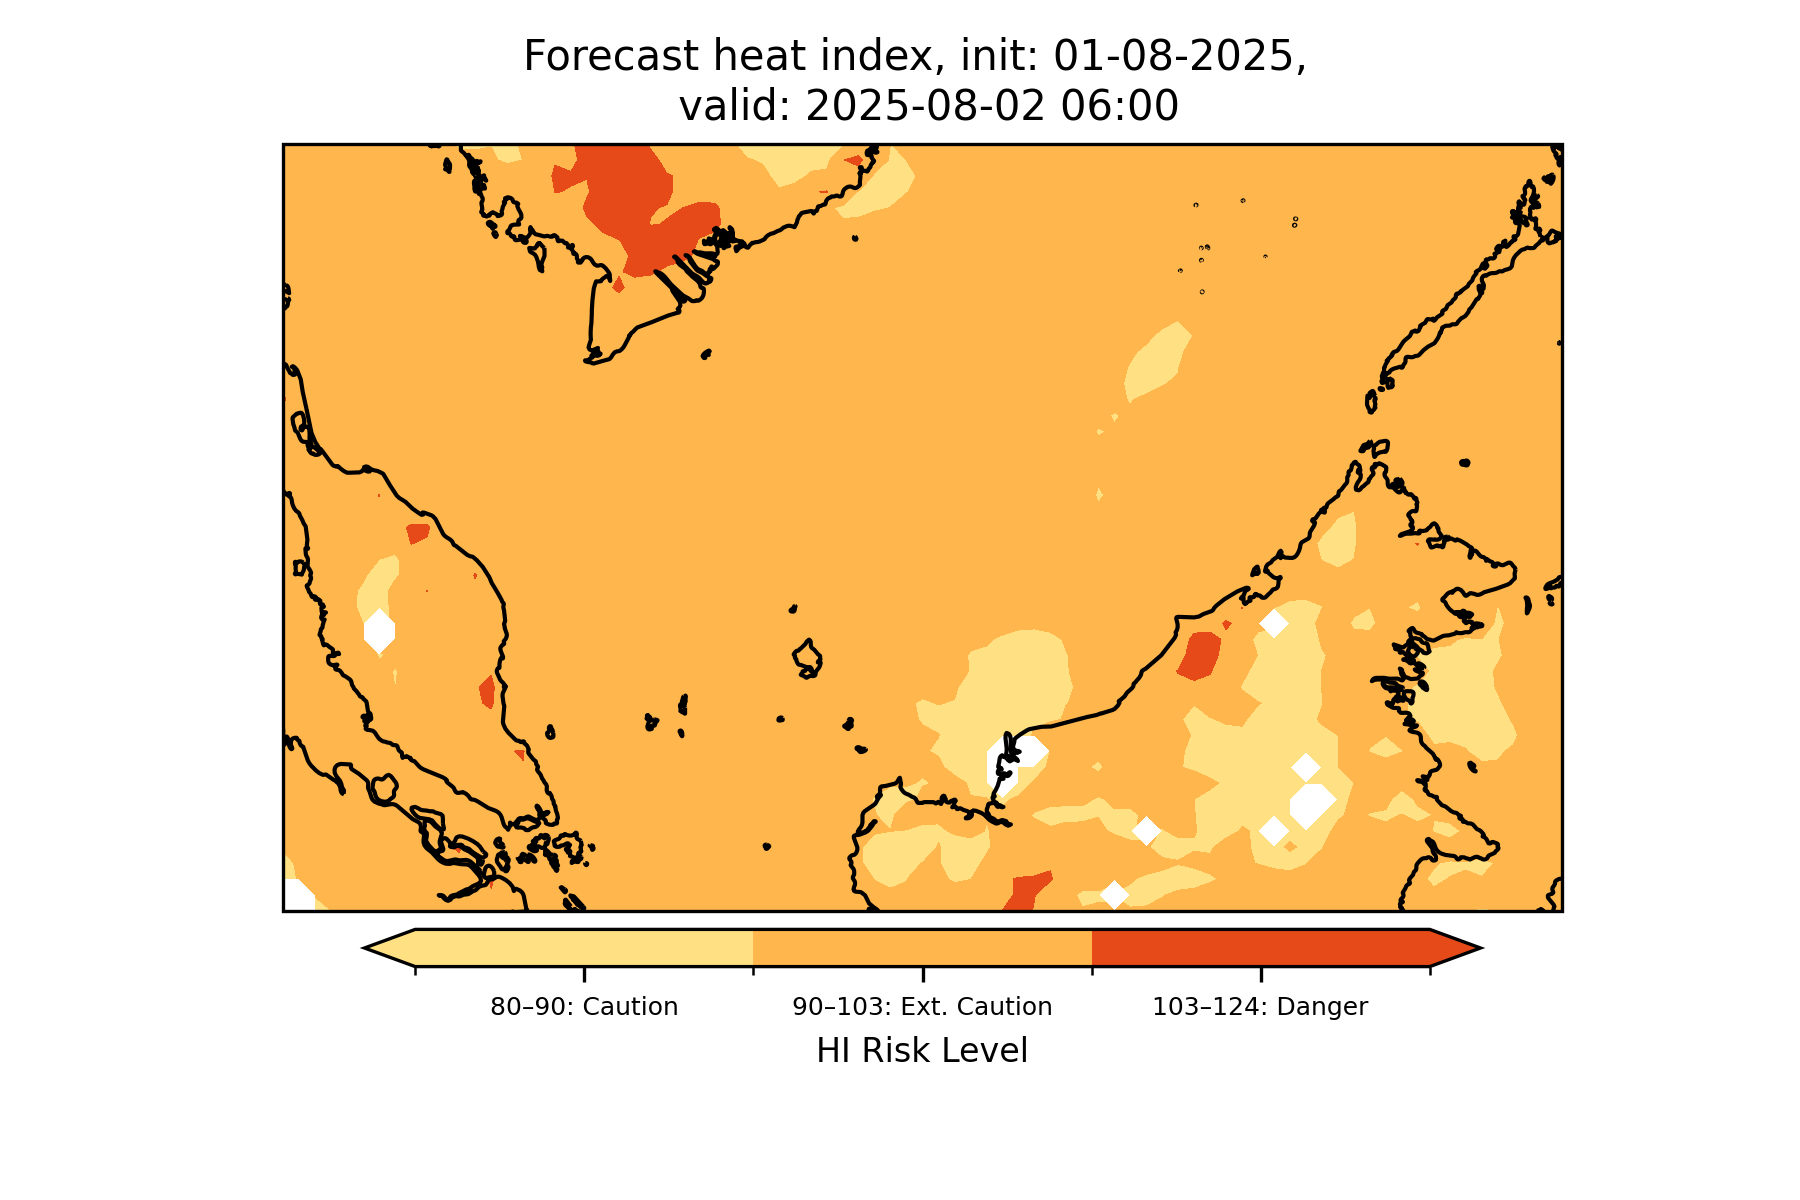 Forecast heat index, init: 01-08-2025,
valid: 2025-08-02 06:00
80–90: Caution
90–103: Ext. Caution
103–124: Danger
HI Risk Level